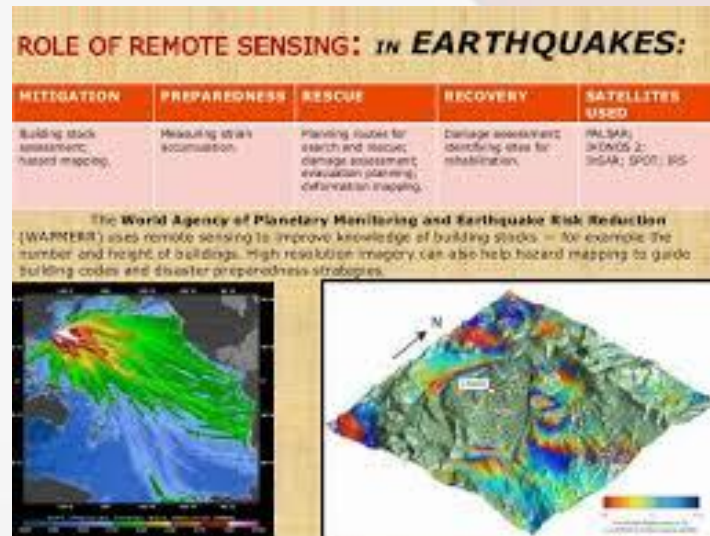 ROLE OF REMOTE SENSING: IN EARTHQUAKES:
MITIGATION
Building stock
assessment;
hazard mapping.
PREPAREDNESS
Measuring strain
accumulation.
RESCUE
Planning routes for
search and rescue;
damage assessment;
evacuation planning;
deformation mapping.
RECOVERY
Damage assessment;
identifying sites for
rehabilitation.
SATELLITES
USED
PALSAR;
IKONOS 2;
InSAR; SPOT; IRS
The World Agency of Planetary Monitoring and Earthquake Risk Reduction
(WAPMERR) uses remote sensing to improve knowledge of building stocks — for example the
number and height of buildings. High resolution imagery can also help hazard mapping to guide
building codes and disaster preparedness strategies.
N